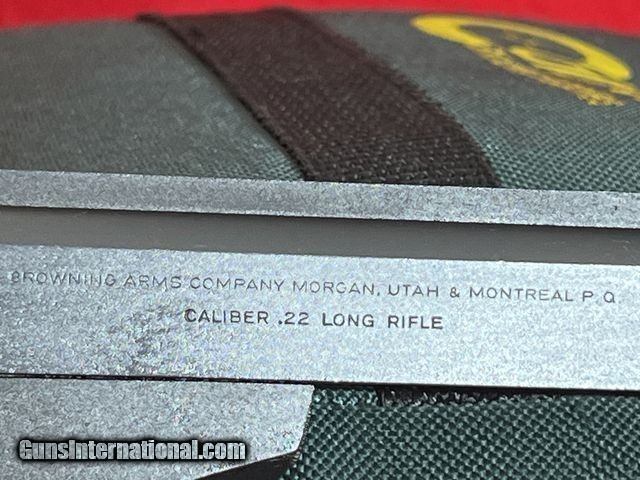 BROWNING ARMS COMPANY MORGAN, UTAH & MONTREAL P Q
CALIBER .22 LONG RIFLE
GunsInternational.com